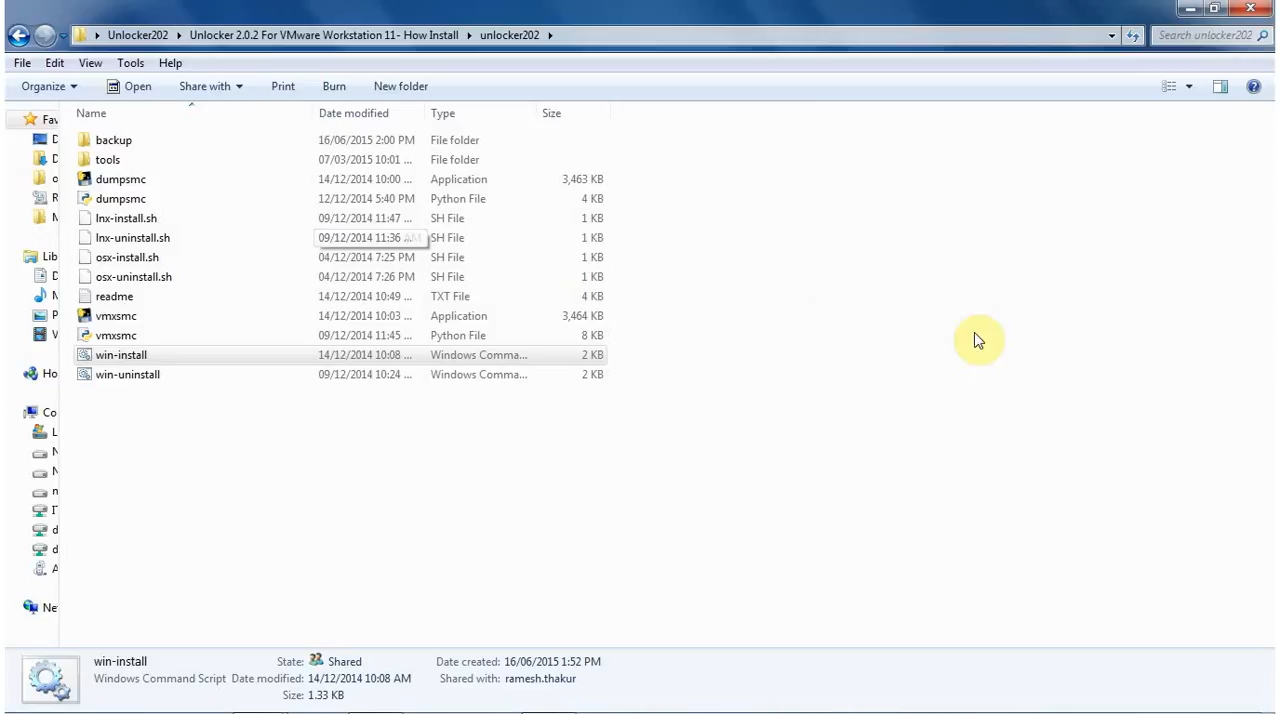 Unlocker202 Unlocker 2.0.2 For VMware Workstation 11- How Install unlocker202 Search unlocker202
File Edit View Tools Help
Organize Open Share with Print Burn New folder
Name Date modified Type Size
Fav
backup 16/06/2015 2:00 PM File folder
tools 07/03/2015 10:01 ... File folder
dumpsmc 14/12/2014 10:00 ... Application 3,463 KB
dumpsmc 12/12/2014 5:40 PM Python File 4 KB
lnx-install.sh 09/12/2014 11:47 ... SH File 1 KB
lnx-uninstall.sh 09/12/2014 11:36 ... AM SH File 1 KB
Lib
osx-install.sh 04/12/2014 7:25 PM SH File 1 KB
osx-uninstall.sh 04/12/2014 7:26 PM SH File 1 KB
readme 14/12/2014 10:49 ... TXT File 4 KB
vmxsmc 14/12/2014 10:03 ... Application 3,464 KB
vmxsmc 09/12/2014 11:45 ... Python File 8 KB
win-install 14/12/2014 10:08 ... Windows Comma... 2 KB
Ho win-uninstall 09/12/2014 10:24 ... Windows Comma... 2 KB
Co
Ne
win-install State: Shared Date created: 16/06/2015 1:52 PM
Windows Command Script Date modified: 14/12/2014 10:08 AM Shared with: ramesh.thakur
Size: 1.33 KB